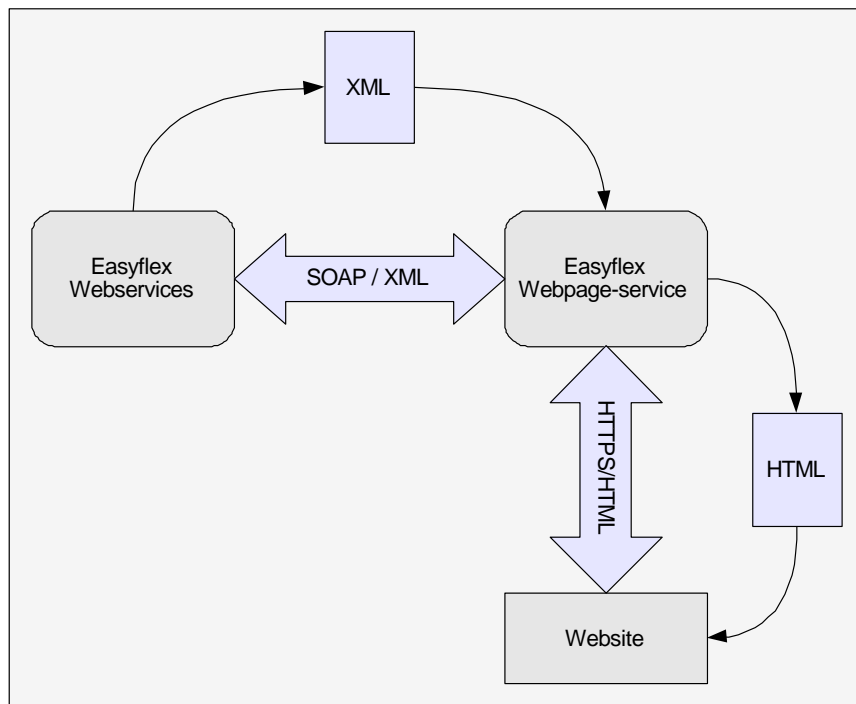 XML
Easyflex
Webservices
SOAP / XML
Easyflex
Webpage-service
HTTPS/HTML
HTML
Website